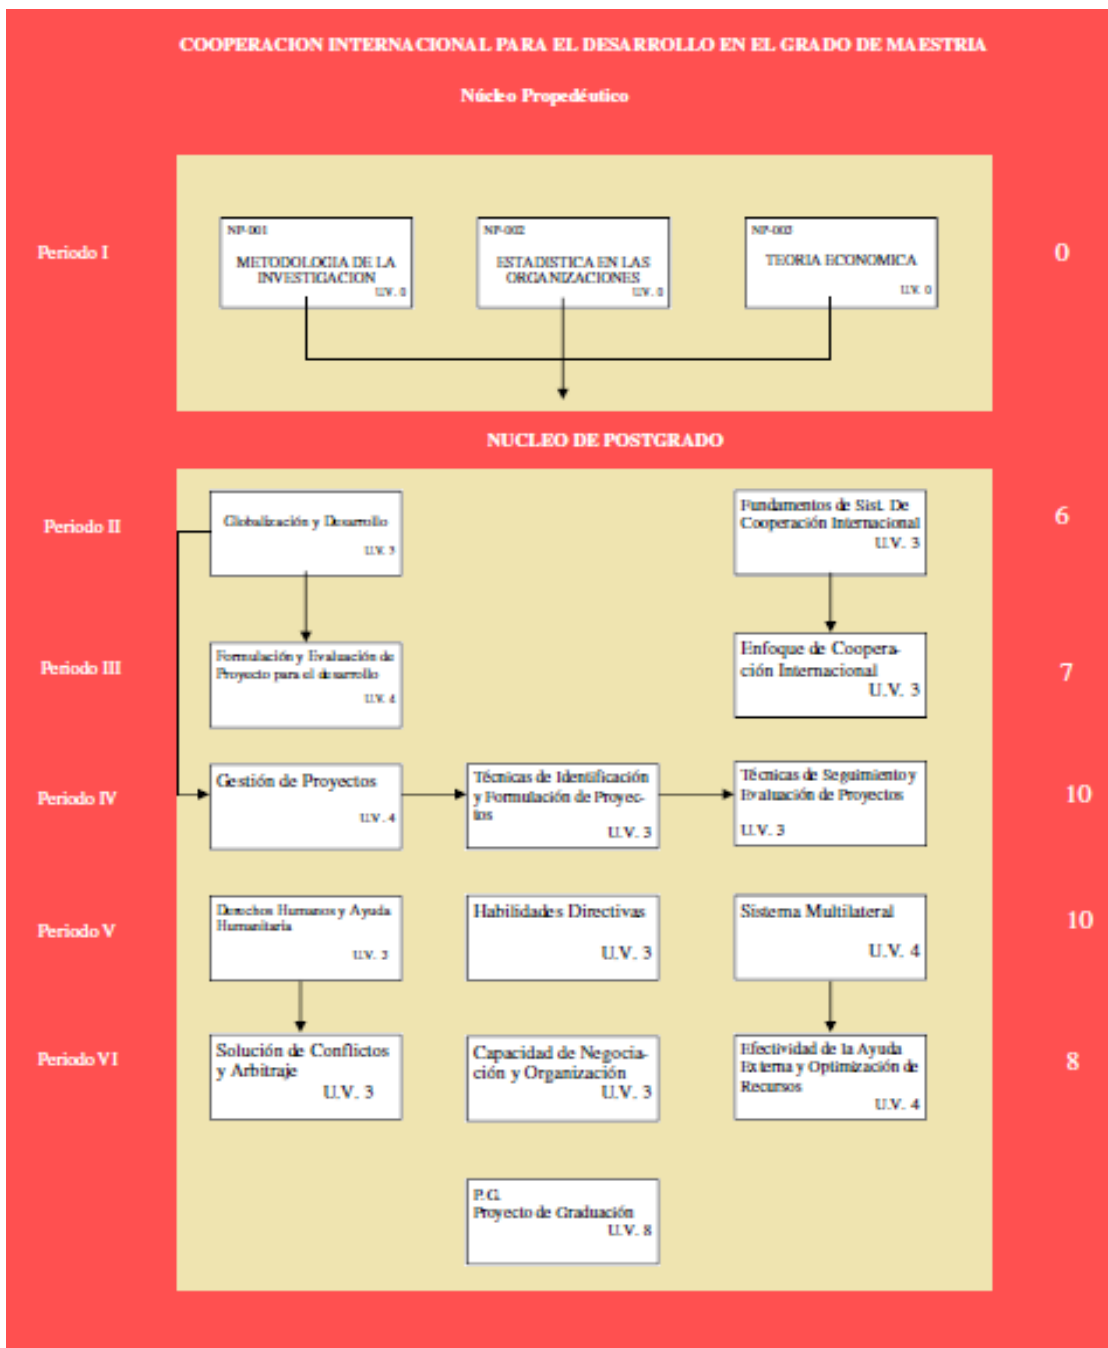 COOPERACION INTERNACIONAL PARA EL DESARROLLO EN EL GRADO DE MAESTRIA
Núcleo Propedéutico
Periodo I
NP-001
METODOLOGIA DE LA
INVESTIGACION
U.V. 0
NP-002
ESTADISTICA EN LAS
ORGANIZACIONES
U.V. 0
NP-003
TEORIA ECONOMICA
U.V. 0
0
NUCLEO DE POSTGRADO
Periodo II
Globalización y Desarrollo
U.V. 3
Fundamentos de Sist. De
Cooperación Internacional
U.V. 3
6
Periodo III
Formulación y Evaluación de
Proyecto para el desarrollo
U.V. 4
Enfoque de Coopera-
ción Internacional
U.V. 3
7
Periodo IV
Gestión de Proyectos
U.V. 4
Técnicas de Identificación
y Formulación de Proyec-
tos
U.V. 3
Técnicas de Seguimiento y
Evaluación de Proyectos
U.V. 3
10
Periodo V
Derechos Humanos y Ayuda
Humanitaria
U.V. 3
Habilidades Directivas
U.V. 3
Sistema Multilateral
U.V. 4
10
Periodo VI
Solución de Conflictos
y Arbitraje
U.V. 3
Capacidad de Negocia-
ción y Organización
U.V. 3
Efectividad de la Ayuda
Externa y Optimización de
Recursos
U.V. 4
8
P.G.
Proyecto de Graduación
U.V. 8